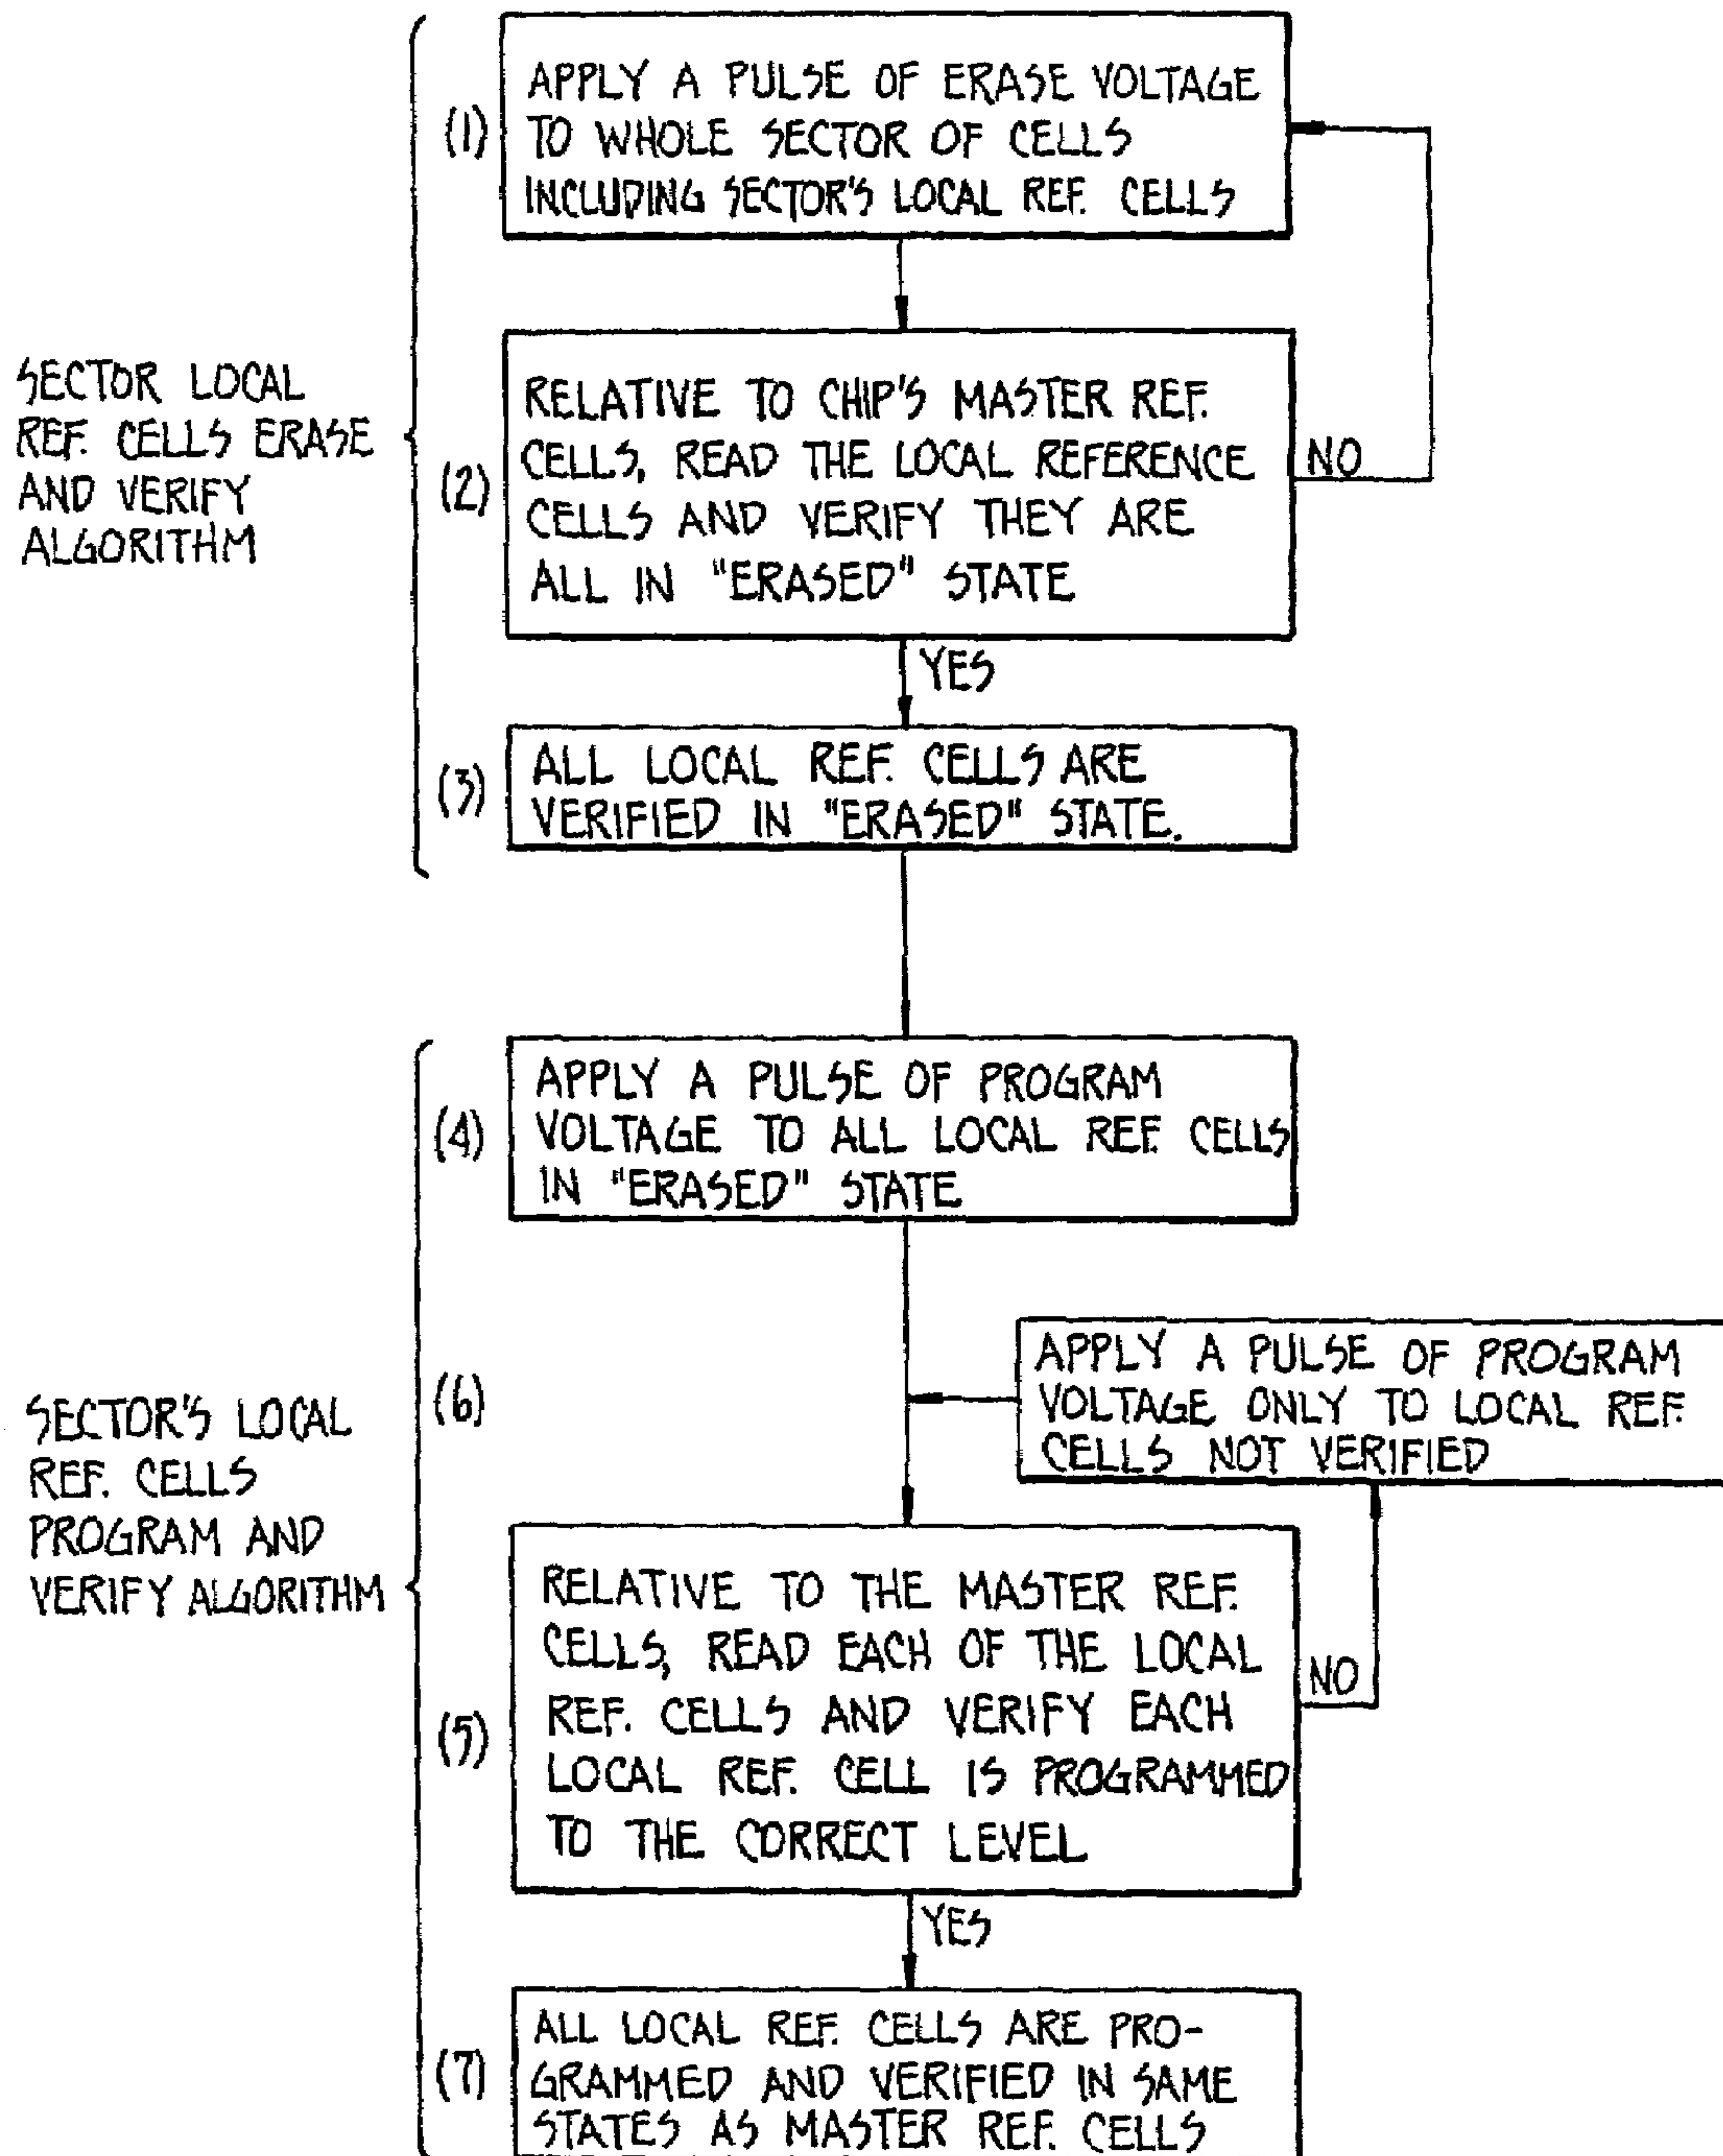 (1)
APPLY A PULSE OF ERASE VOLTAGE
TO WHOLE SECTOR OF CELLS
INCLUDING SECTOR'S LOCAL REF. CELLS
SECTOR LOCAL
REF. CELLS ERASE
AND VERIFY
ALGORITHM
(2)
RELATIVE TO CHIP'S MASTER REF.
CELLS, READ THE LOCAL REFERENCE
CELLS AND VERIFY THEY ARE
ALL IN "ERASED" STATE
NO
YES
(3)
ALL LOCAL REF. CELLS ARE
VERIFIED IN "ERASED" STATE.
(4)
APPLY A PULSE OF PROGRAM
VOLTAGE TO ALL LOCAL REF. CELLS
IN "ERASED" STATE
(6)
APPLY A PULSE OF PROGRAM
VOLTAGE ONLY TO LOCAL REF.
CELLS NOT VERIFIED
SECTOR'S LOCAL
REF. CELLS
PROGRAM AND
VERIFY ALGORITHM
(5)
RELATIVE TO THE MASTER REF.
CELLS, READ EACH OF THE LOCAL
REF. CELLS AND VERIFY EACH
LOCAL REF. CELL IS PROGRAMMED
TO THE CORRECT LEVEL
NO
YES
(7)
ALL LOCAL REF. CELLS ARE PRO-
GRAMMED AND VERIFIED IN SAME
STATES AS MASTER REF. CELLS